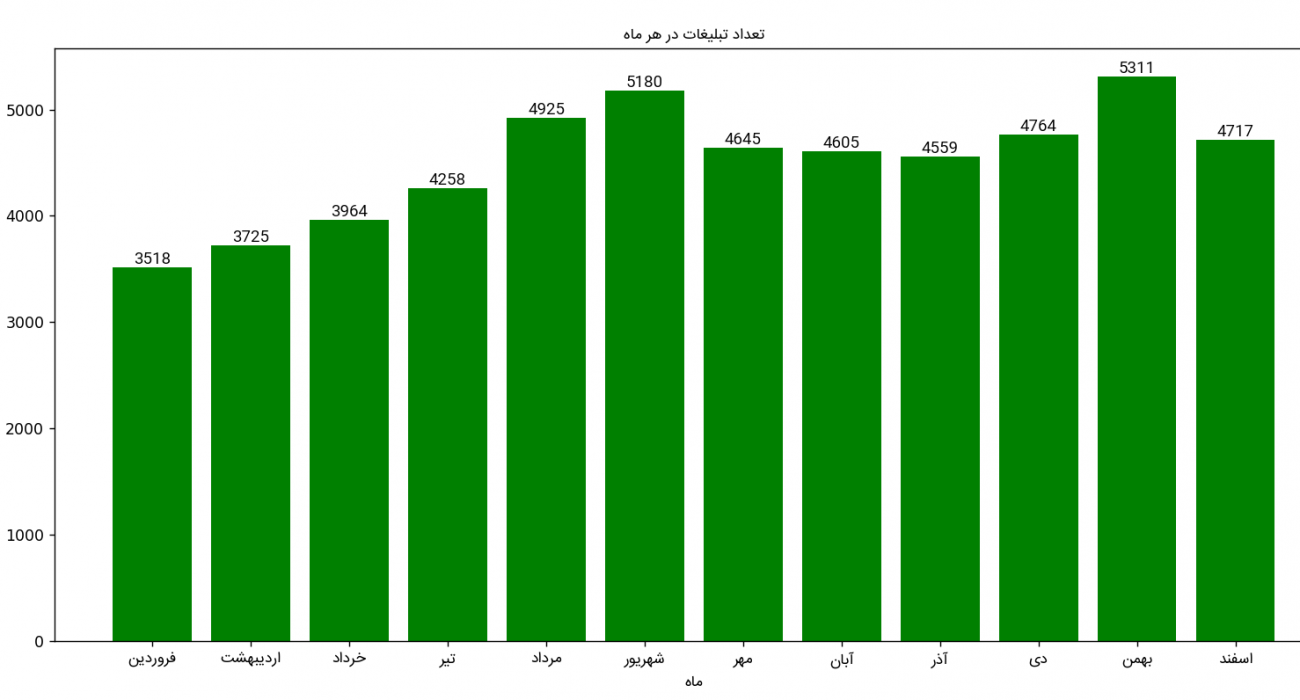 تعداد تبلیغات در هر ماه
5311
5180
4925
4764
4717
4645
4605
4559
4258
3964
3725
3518
5000
4000
3000
2000
1000
0
فروردین
اردیبهشت
خرداد
تیر
مرداد
شهریور
مهر
آبان
آذر
دی
بهمن
اسفند
ماه